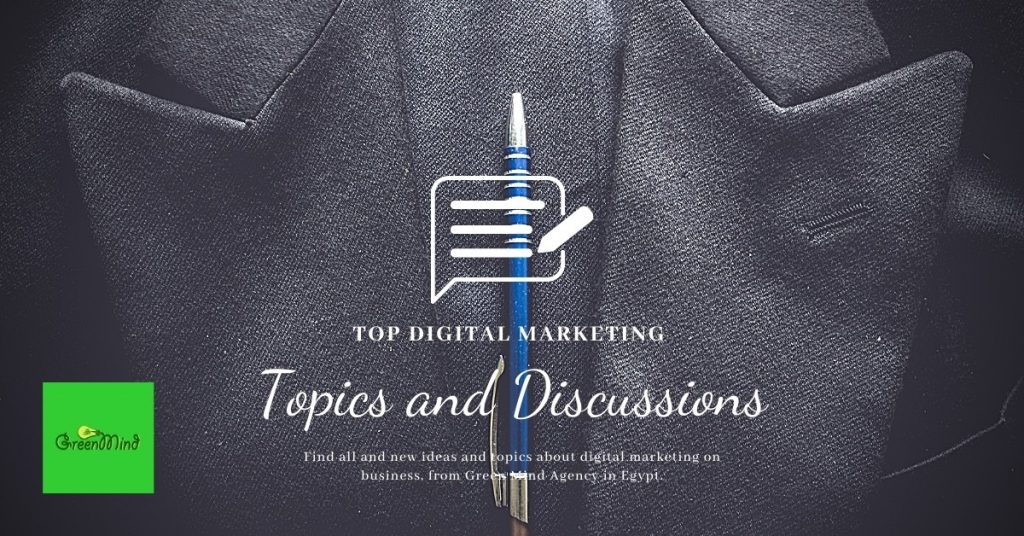 TOP DIGITAL MARKETING
Topics and Discussions
GreenMind
Find all and new ideas and topics about digital marketing on
business, from Green Mind Agency in Egypt.